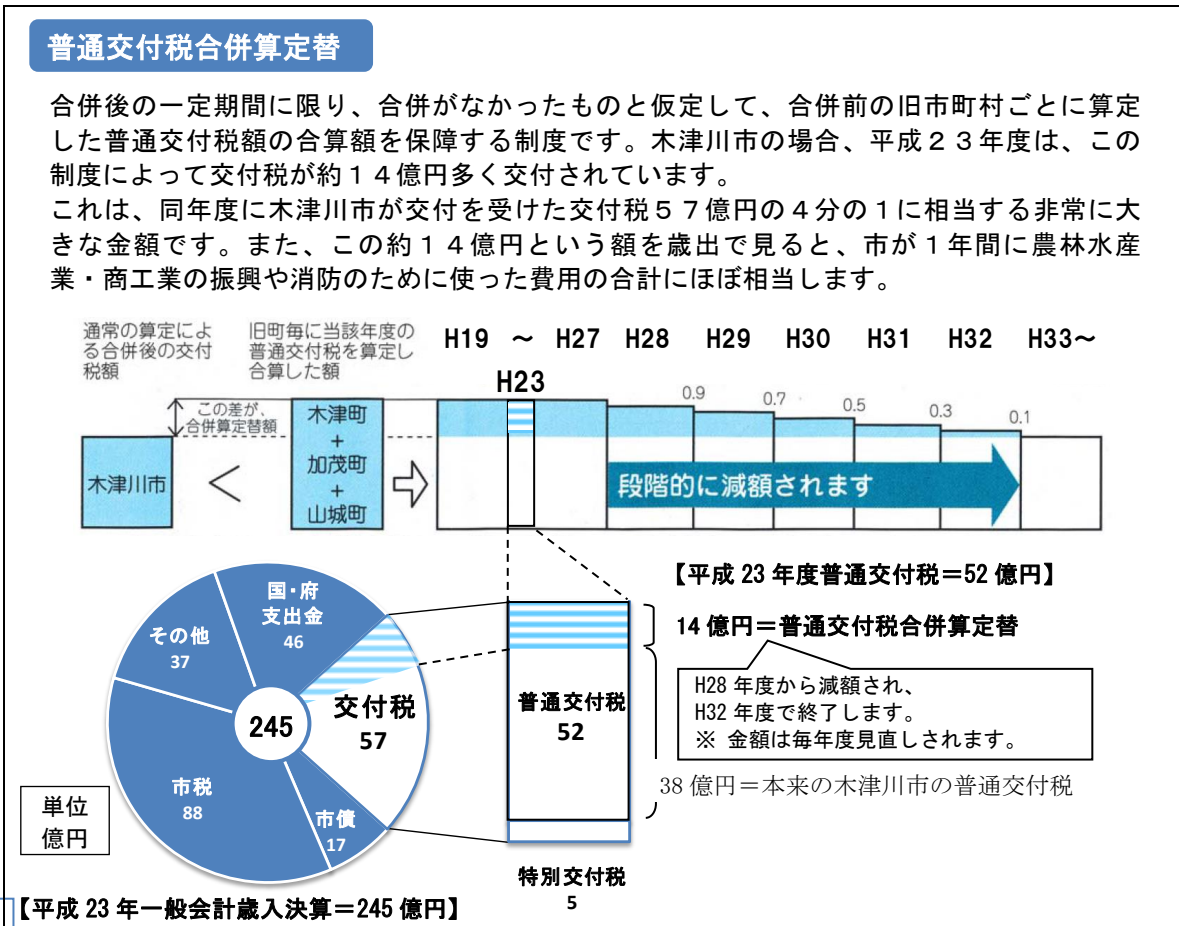 普通交付税合併算定替
合併後の一定期間に限り、合併がなかったものと仮定して、合併前の旧市町村ごとに算定
した普通交付税額の合算額を保障する制度です。木津川市の場合、平成２３年度は、この
制度によって交付税が約１４億円多く交付されています。
これは、同年度に木津川市が交付を受けた交付税５７億円の４分の１に相当する非常に大
きな金額です。また、この約１４億円という額を歳出で見ると、市が１年間に農林水産
業・商工業の振興や消防のために使った費用の合計にほぼ相当します。
通常の算定によ
る合併後の交付
税額
旧町毎に当該年度の
普通交付税を算定し
合算した額
H19 ～ H27 H28 H29 H30 H31 H32 H33～
H23
0.9 0.7 0.5 0.3 0.1
この差が、
合併算定替額
木津川市
＜
木津町
+
加茂町
+
山城町
段階的に減額されます
【平成 23 年度普通交付税＝52 億円】
14 億円＝普通交付税合併算定替
H28 年度から減額され、
H32 年度で終了します。
※ 金額は毎年度見直しされます。
38 億円＝本来の木津川市の普通交付税
国・府
支出金
46
その他
37
245
交付税
57
市税
88
市債
17
普通交付税
52
特別交付税
5
単位
億円
【平成 23 年一般会計歳入決算＝245 億円】